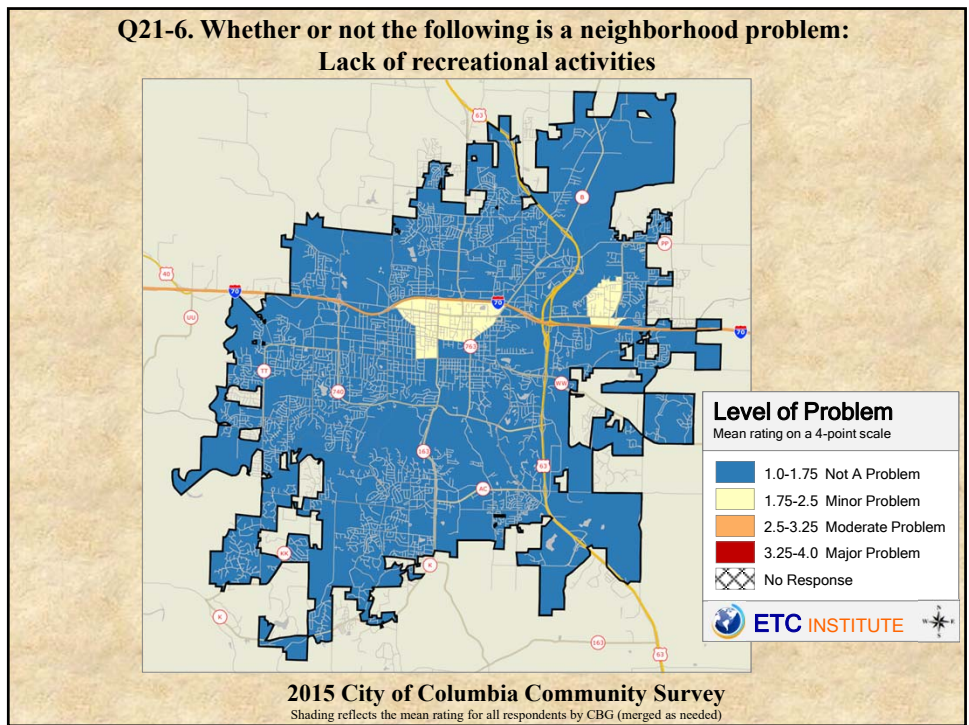 Q21-6. Whether or not the following is a neighborhood problem:
Lack of recreational activities
63
B
PP
40
70
UU
70
763
70
TT
740
WW
163
63
AC
KK
K
K
163
63
Level of Problem
Mean rating on a 4-point scale
1.0-1.75 Not A Problem
1.75-2.5 Minor Problem
2.5-3.25 Moderate Problem
3.25-4.0 Major Problem
No Response
ETC INSTITUTE
N
W E
S
2015 City of Columbia Community Survey
Shading reflects the mean rating for all respondents by CBG (merged as needed)